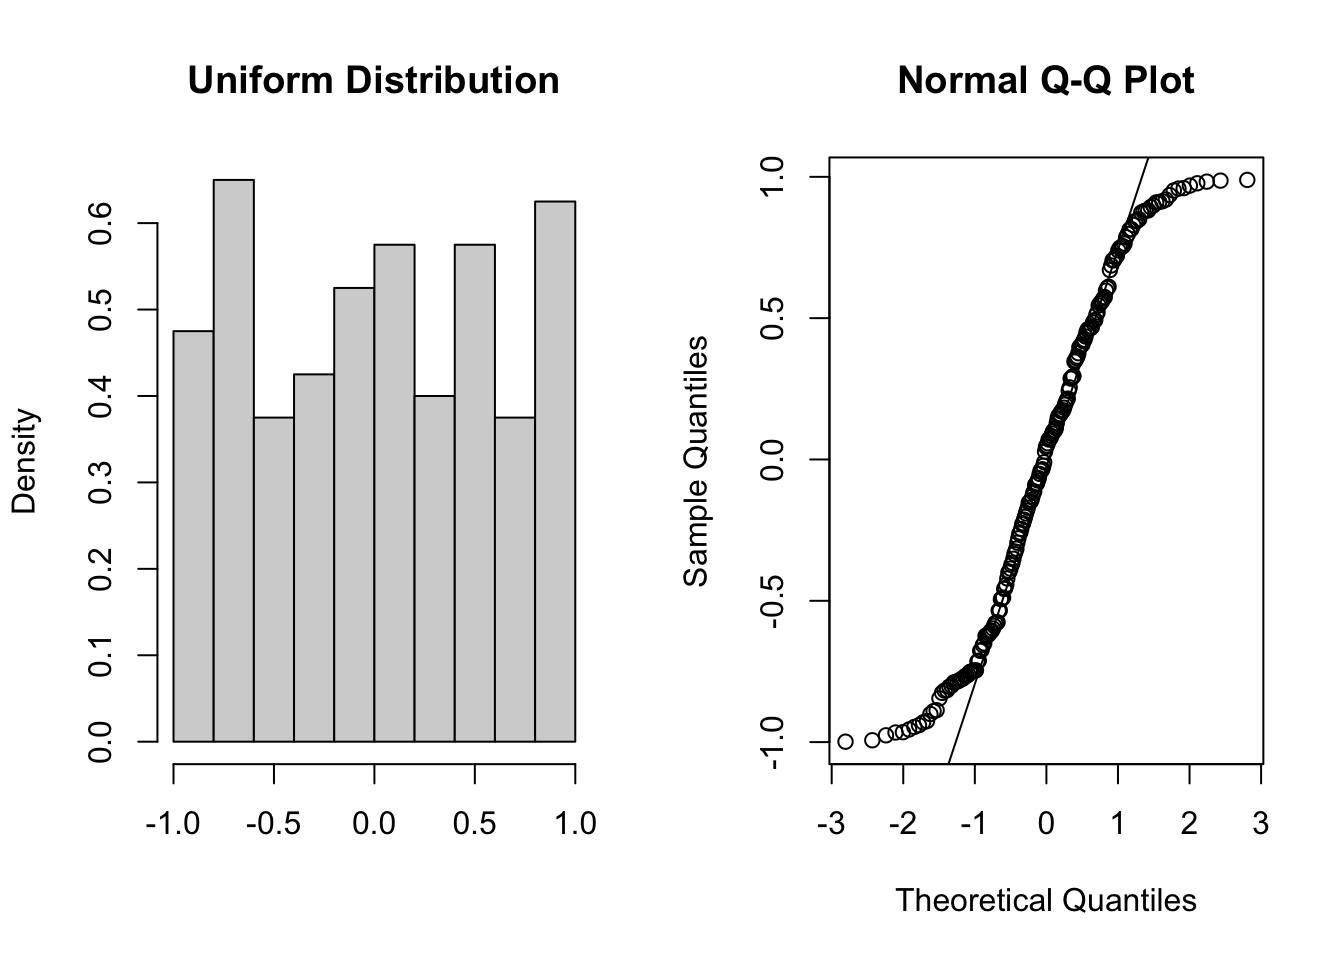 Uniform Distribution
Density
0.0 0.1 0.2 0.3 0.4 0.5 0.6
-1.0 -0.5 0.0 0.5 1.0
Normal Q-Q Plot
Sample Quantiles
-1.0 -0.5 0.0 0.5 1.0
-3 -2 -1 0 1 2 3
Theoretical Quantiles